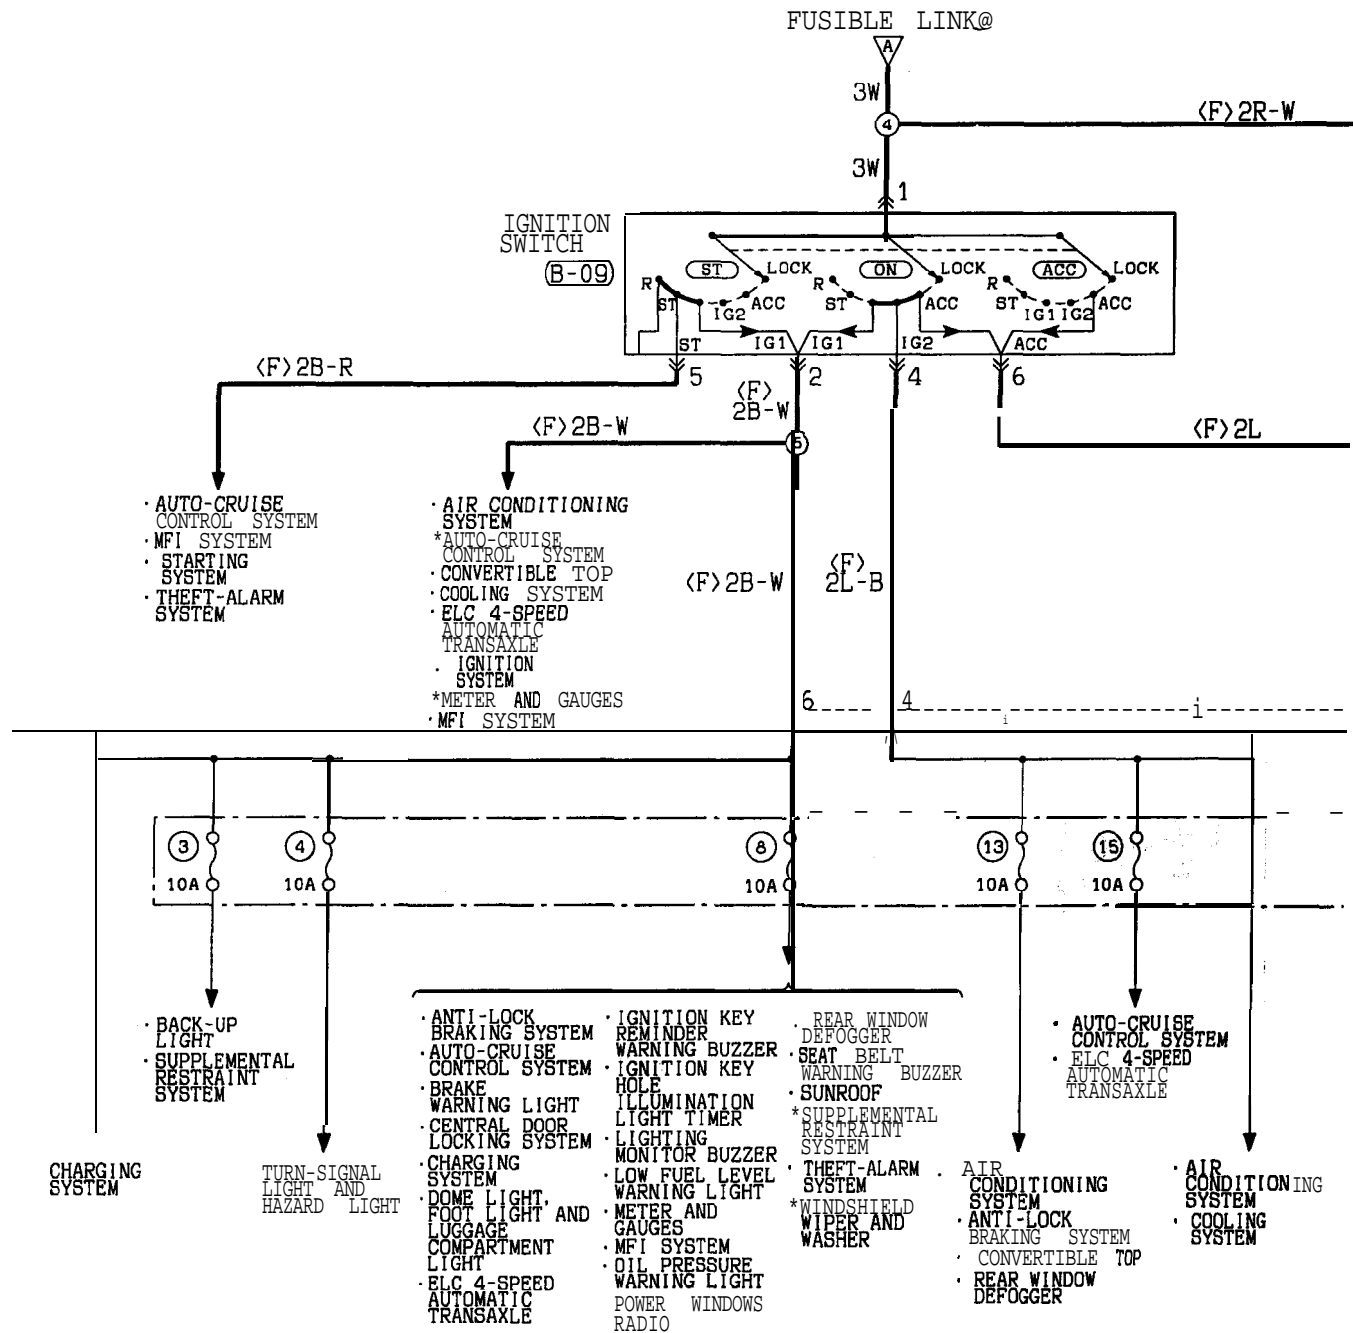 FUSIBLE LINK@
A
3W
4
<F>2R-W
3W
1
IGNITION
SWITCH
B-09
ST
LOCK
ON
LOCK
ACC
LOCK
R
ST
IG2
ACC
R
ST
ACC
R
ST
IG1
IG2
ACC
ST
IG1
IG1
IG2
ACC
5
2
4
6
<F>2B-R
<F>
2B-W
<F>2B-W
5
<F>2L
· AUTO-CRUISE
CONTROL SYSTEM
· MFI SYSTEM
· STARTING
SYSTEM
· THEFT-ALARM
SYSTEM
· AIR CONDITIONING
SYSTEM
*AUTO-CRUISE
CONTROL SYSTEM
· CONVERTIBLE TOP
· COOLING SYSTEM
· ELC 4-SPEED
AUTOMATIC
TRANSAXLE
. IGNITION
SYSTEM
*METER AND GAUGES
· MFI SYSTEM
<F>2B-W
<F>
2L-B
6
4
i
i
3
10A
4
10A
8
10A
13
10A
15
10A
· BACK-UP
LIGHT
· SUPPLEMENTAL
RESTRAINT
SYSTEM
CHARGING
SYSTEM
TURN-SIGNAL
LIGHT AND
HAZARD LIGHT
· ANTI-LOCK
BRAKING SYSTEM
· AUTO-CRUISE
CONTROL SYSTEM
· BRAKE
WARNING LIGHT
· CENTRAL DOOR
LOCKING SYSTEM
· CHARGING
SYSTEM
· DOME LIGHT,
FOOT LIGHT AND
LUGGAGE
COMPARTMENT
LIGHT
· ELC 4-SPEED
AUTOMATIC
TRANSAXLE
· IGNITION KEY
REMINDER
WARNING BUZZER
· IGNITION KEY
HOLE
ILLUMINATION
LIGHT TIMER
· LIGHTING
MONITOR BUZZER
· LOW FUEL LEVEL
WARNING LIGHT
· METER AND
GAUGES
· MFI SYSTEM
· OIL PRESSURE
WARNING LIGHT
POWER WINDOWS
RADIO
. REAR WINDOW
DEFOGGER
· SEAT BELT
WARNING BUZZER
· SUNROOF
*SUPPLEMENTAL
RESTRAINT
SYSTEM
· THEFT-ALARM
SYSTEM
*WINDSHIELD
WIPER AND
WASHER
. AIR
CONDITIONING
SYSTEM
· ANTI-LOCK
BRAKING SYSTEM
· CONVERTIBLE TOP
· REAR WINDOW
DEFOGGER
· AUTO-CRUISE
CONTROL SYSTEM
· ELC 4-SPEED
AUTOMATIC
TRANSAXLE
· AIR
CONDITIONING
SYSTEM
· COOLING
SYSTEM